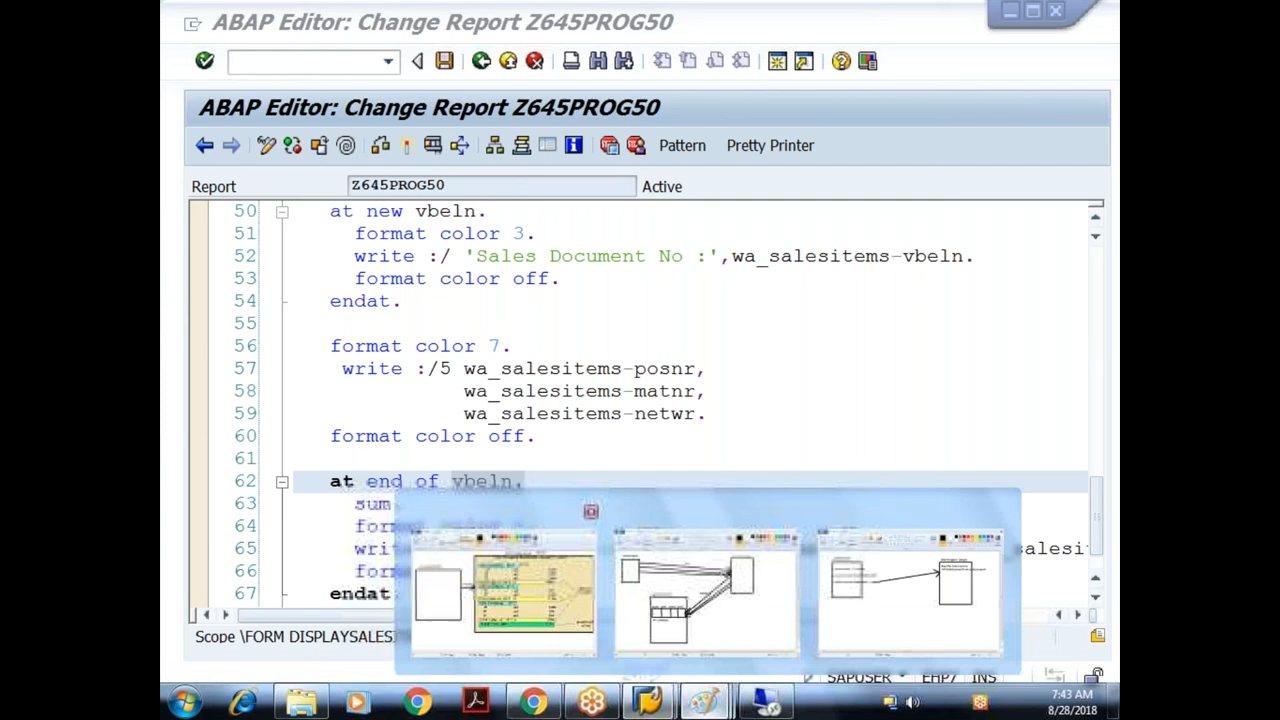 ABAP Editor: Change Report Z645PROG50
ABAP Editor: Change Report Z645PROG50
Pattern Pretty Printer
Report Z645PROG50 Active
50 at new vbeln.
51 format color 3.
52 write :/ 'Sales Document No :',wa_salesitems-vbeln.
53 format color off.
54 endat.
55
56 format color 7.
57 write :/5 wa_salesitems-posnr,
58 wa_salesitems-matnr,
59 wa_salesitems-netwr.
60 format color off.
61
62 at end of vbeln.
63 sum
64
65
66
67 endat
Scope \FORM DISPLAYSALES
SAPUSER EHP7 INS
7:43 AM
8/28/2018